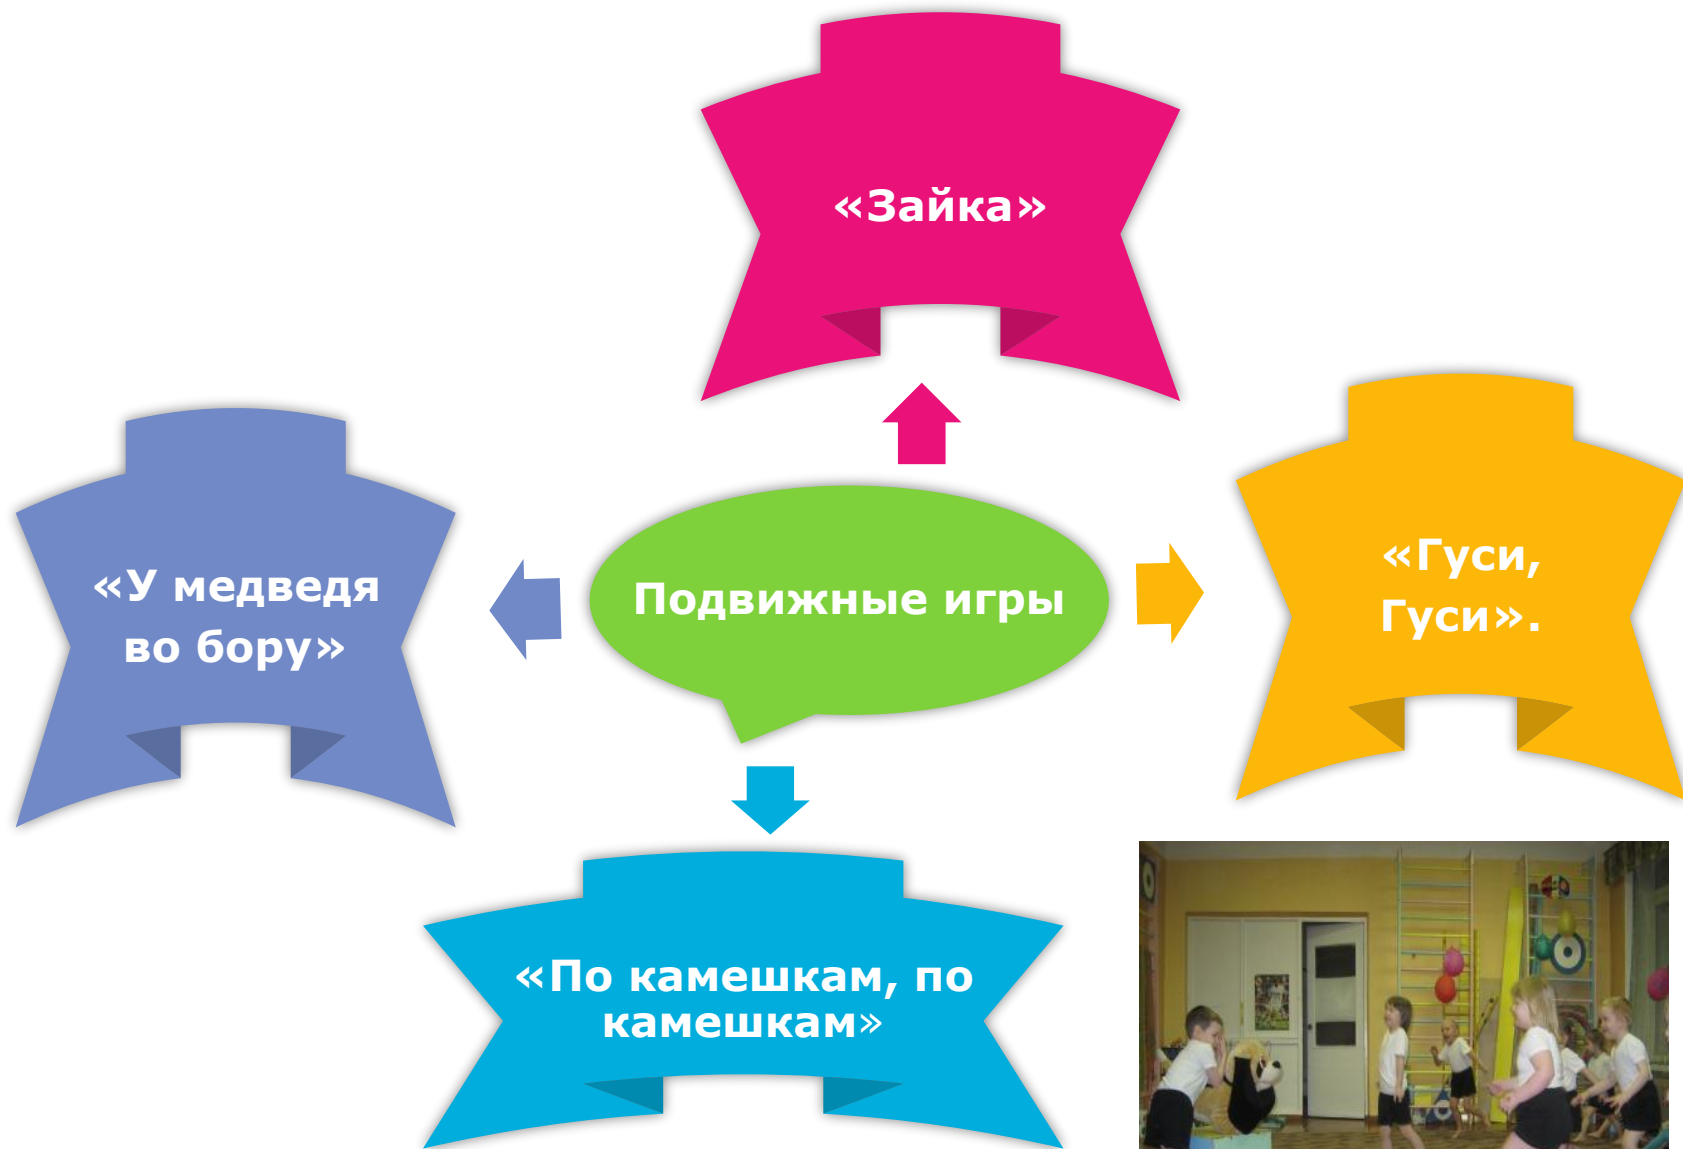 «Зайка»
«У медведя
во бору»
Подвижные игры
«Гуси,
Гуси».
«По камешкам, по
камешкам»